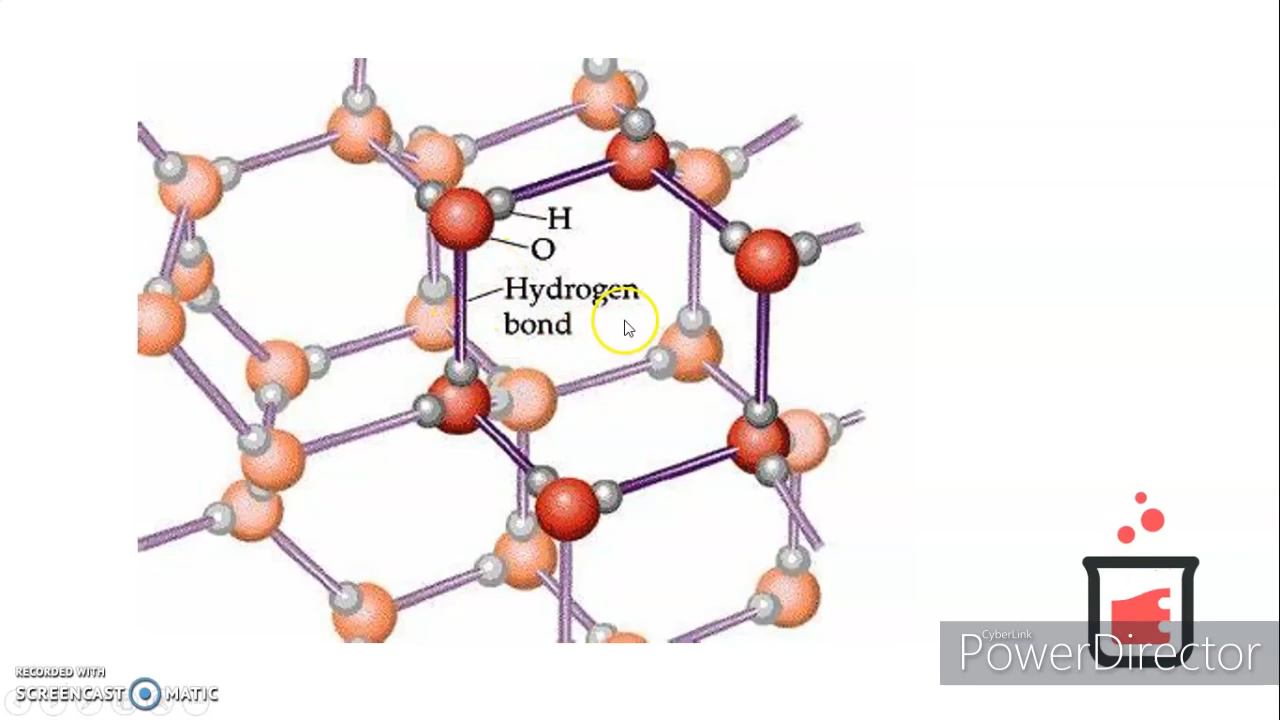 H
O
Hydrogen
bond
CyberLink
PowerDirector
RECORDED WITH
SCREENCAST MATIC